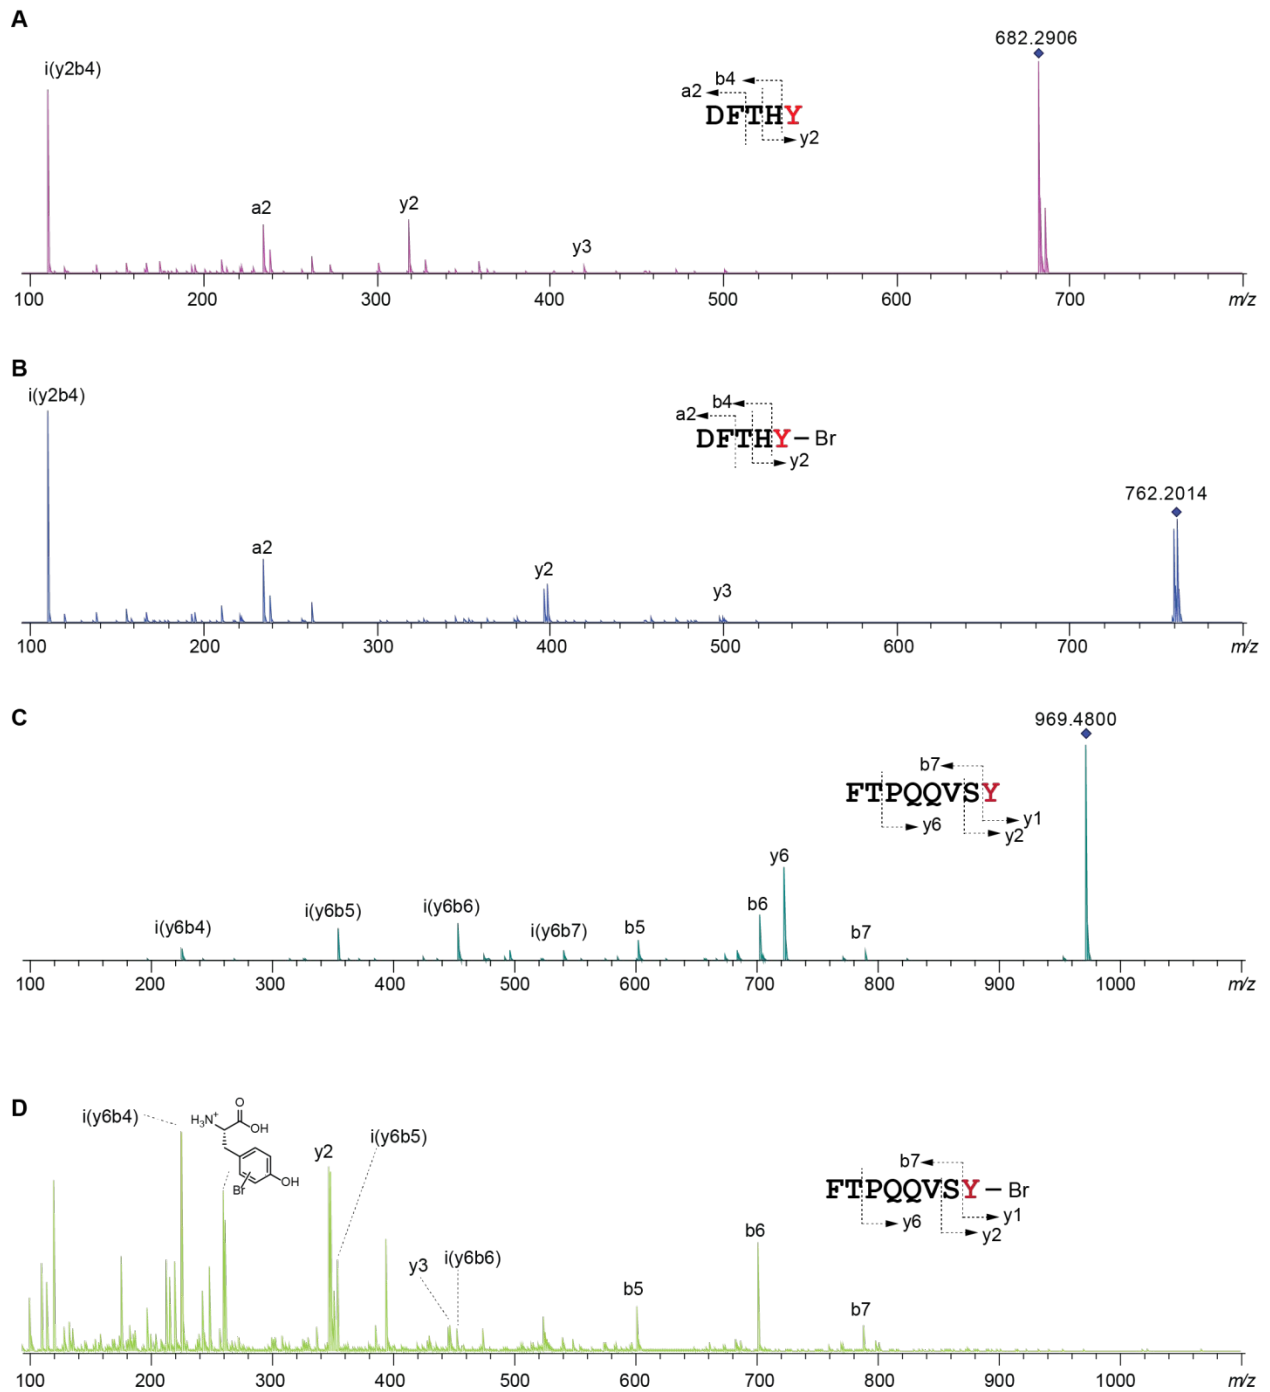 A
682.2906
i(y2b4)
b4
a2
DFTHY
y2
a2
y2
y3
100 200 300 400 500 600 700 m/z
B
i(y2b4)
b4
a2
DFTHY – Br
y2
762.2014
a2
y2
y3
100 200 300 400 500 600 700 m/z
C
969.4800
b7
FTPQQVSY
y1
y6
y2
y6
i(y6b4)
i(y6b5)
i(y6b6)
i(y6b7)
b5
b6
b7
100 200 300 400 500 600 700 800 900 1000 m/z
D
i(y6b4)
O
H₃N⁺
OH
Br
OH
y2
i(y6b5)
b7
FTPQQVSY – Br
y1
y6
y2
y3
i(y6b6)
b5
b6
b7
100 200 300 400 500 600 700 800 900 1000 m/z